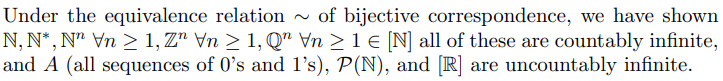 Under the equivalence relation ∼ of bijective correspondence, we have shown
ℕ, ℕ*, ℕⁿ ∀n ≥ 1, ℤⁿ ∀n ≥ 1, ℚⁿ ∀n ≥ 1 ∈ [ℕ] all of these are countably infinite,
and A (all sequences of 0's and 1's), 𝒫(ℕ), and [ℝ] are uncountably infinite.